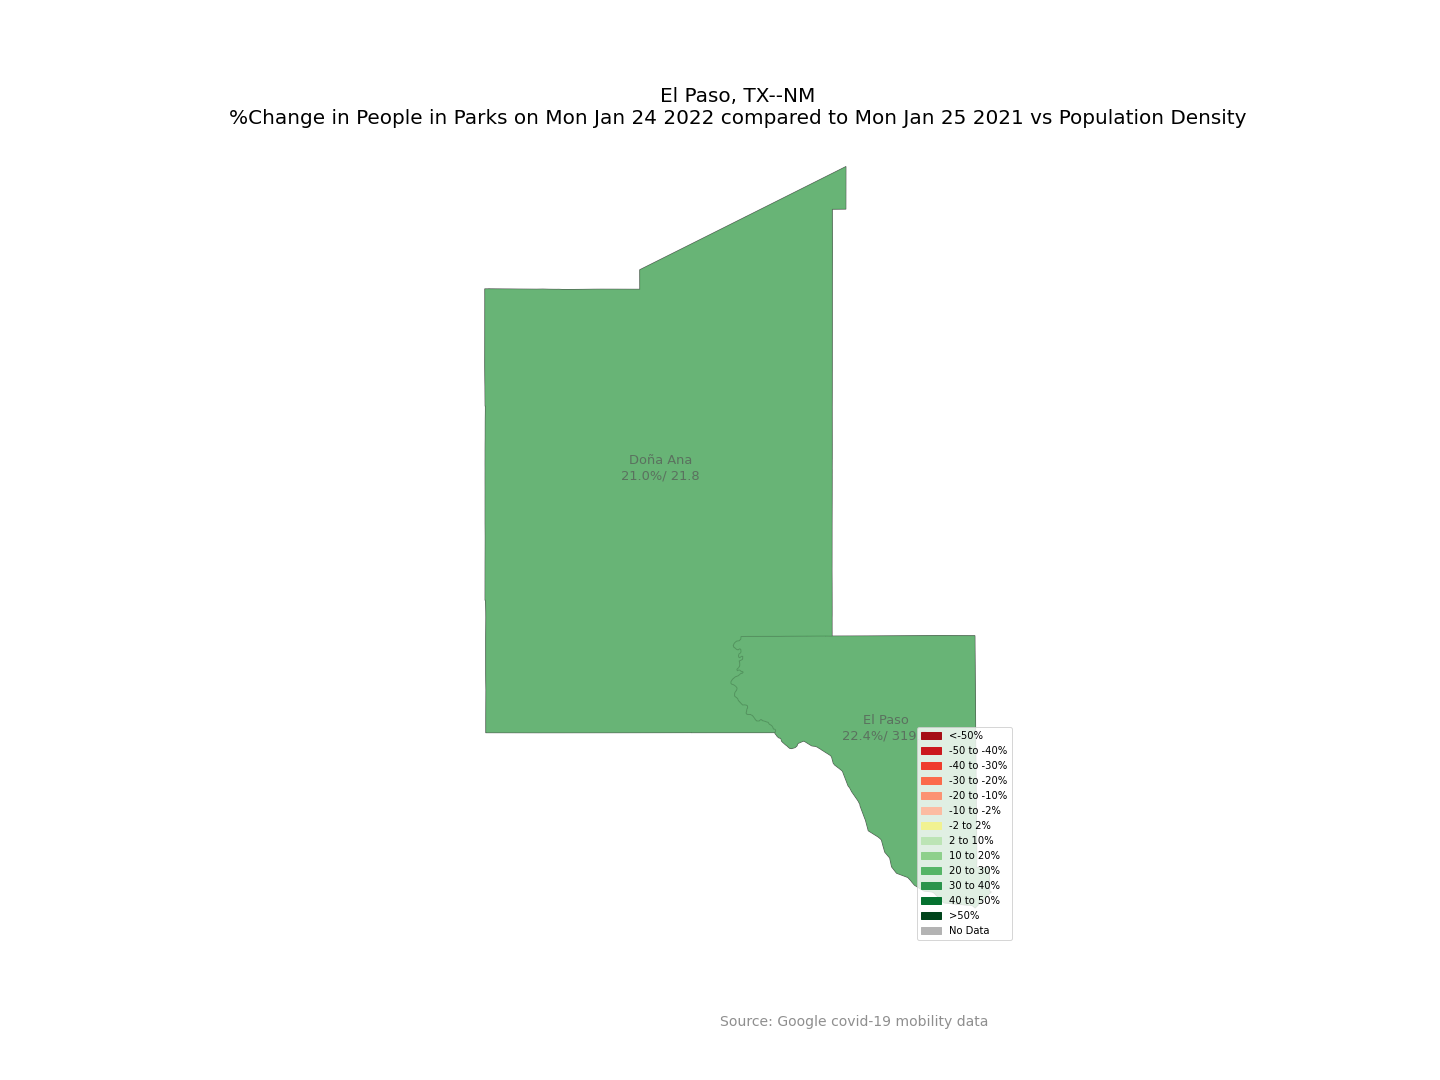 El Paso, TX--NM
%Change in People in Parks on Mon Jan 24 2022 compared to Mon Jan 25 2021 vs Population Density
Doña Ana
21.0%/ 21.8
El Paso
22.4%/ 319
<-50%
-50 to -40%
-40 to -30%
-30 to -20%
-20 to -10%
-10 to -2%
-2 to 2%
2 to 10%
10 to 20%
20 to 30%
30 to 40%
40 to 50%
>50%
No Data
Source: Google covid-19 mobility data